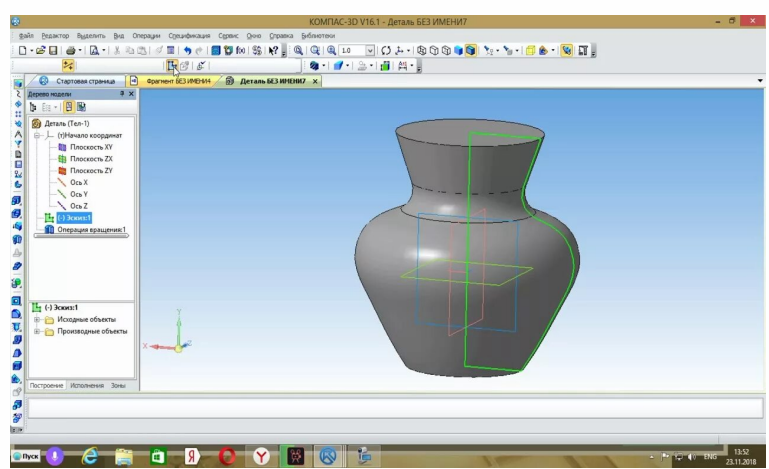 КОМПАС-3D V16.1 - Деталь БЕЗ ИМЕНИ7
Файл Редактор Выделить Вид Операции Спецификация Сервис Окно Справка Библиотеки
1.0
Стартовая страница Фрагмент БЕЗ ИМЕНИ4 Деталь БЕЗ ИМЕНИ7
Дерево модели
Деталь (Тел-1)
(т)Начало координат
Плоскость XY
Плоскость ZX
Плоскость ZY
Ось X
Ось Y
Ось Z
(-) Эскиз:1
Операция вращения:1
(-) Эскиз:1
Исходные объекты
Производные объекты
Y
X
Z
Построение Исполнения Зоны
Пуск
ENG
13:52
23.11.2018